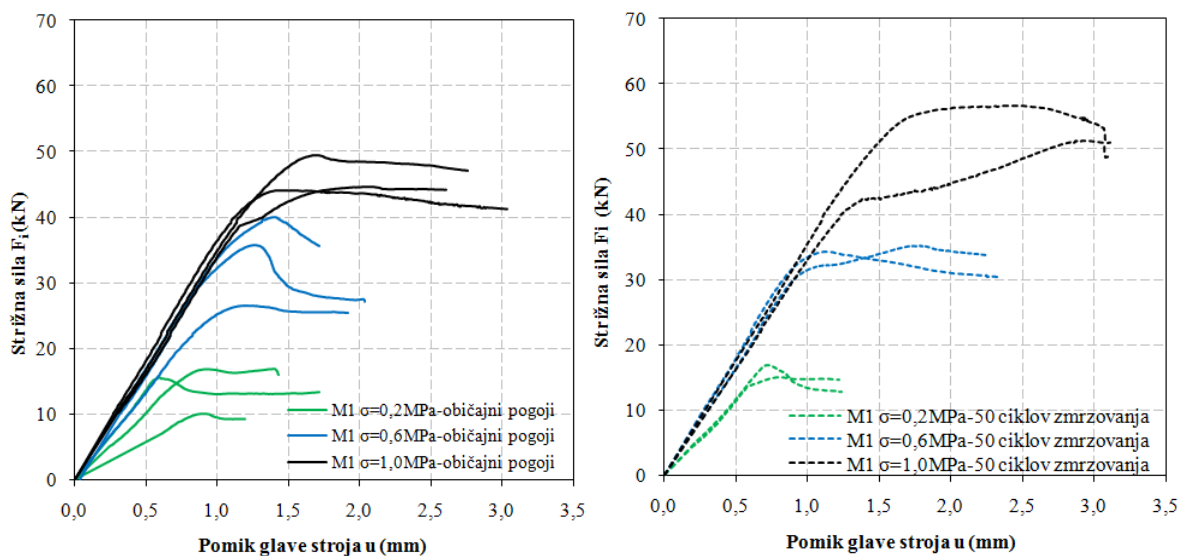 70
60
50
40
30
20
10
0
Strižna sila Fi(kN)
0,0 0,5 1,0 1,5 2,0 2,5 3,0 3,5
Pomik glave stroja u (mm)
M1 σ=0,2MPa-običajni pogoji
M1 σ=0,6MPa-običajni pogoji
M1 σ=1,0MPa-običajni pogoji
70
60
50
40
30
20
10
0
Strižna sila Fi (kN)
0,0 0,5 1,0 1,5 2,0 2,5 3,0 3,5
Pomik glave stroja u (mm)
M1 σ=0,2MPa-50 ciklov zmrzovanja
M1 σ=0,6MPa-50 ciklov zmrzovanja
M1 σ=1,0MPa-50 ciklov zmrzovanja